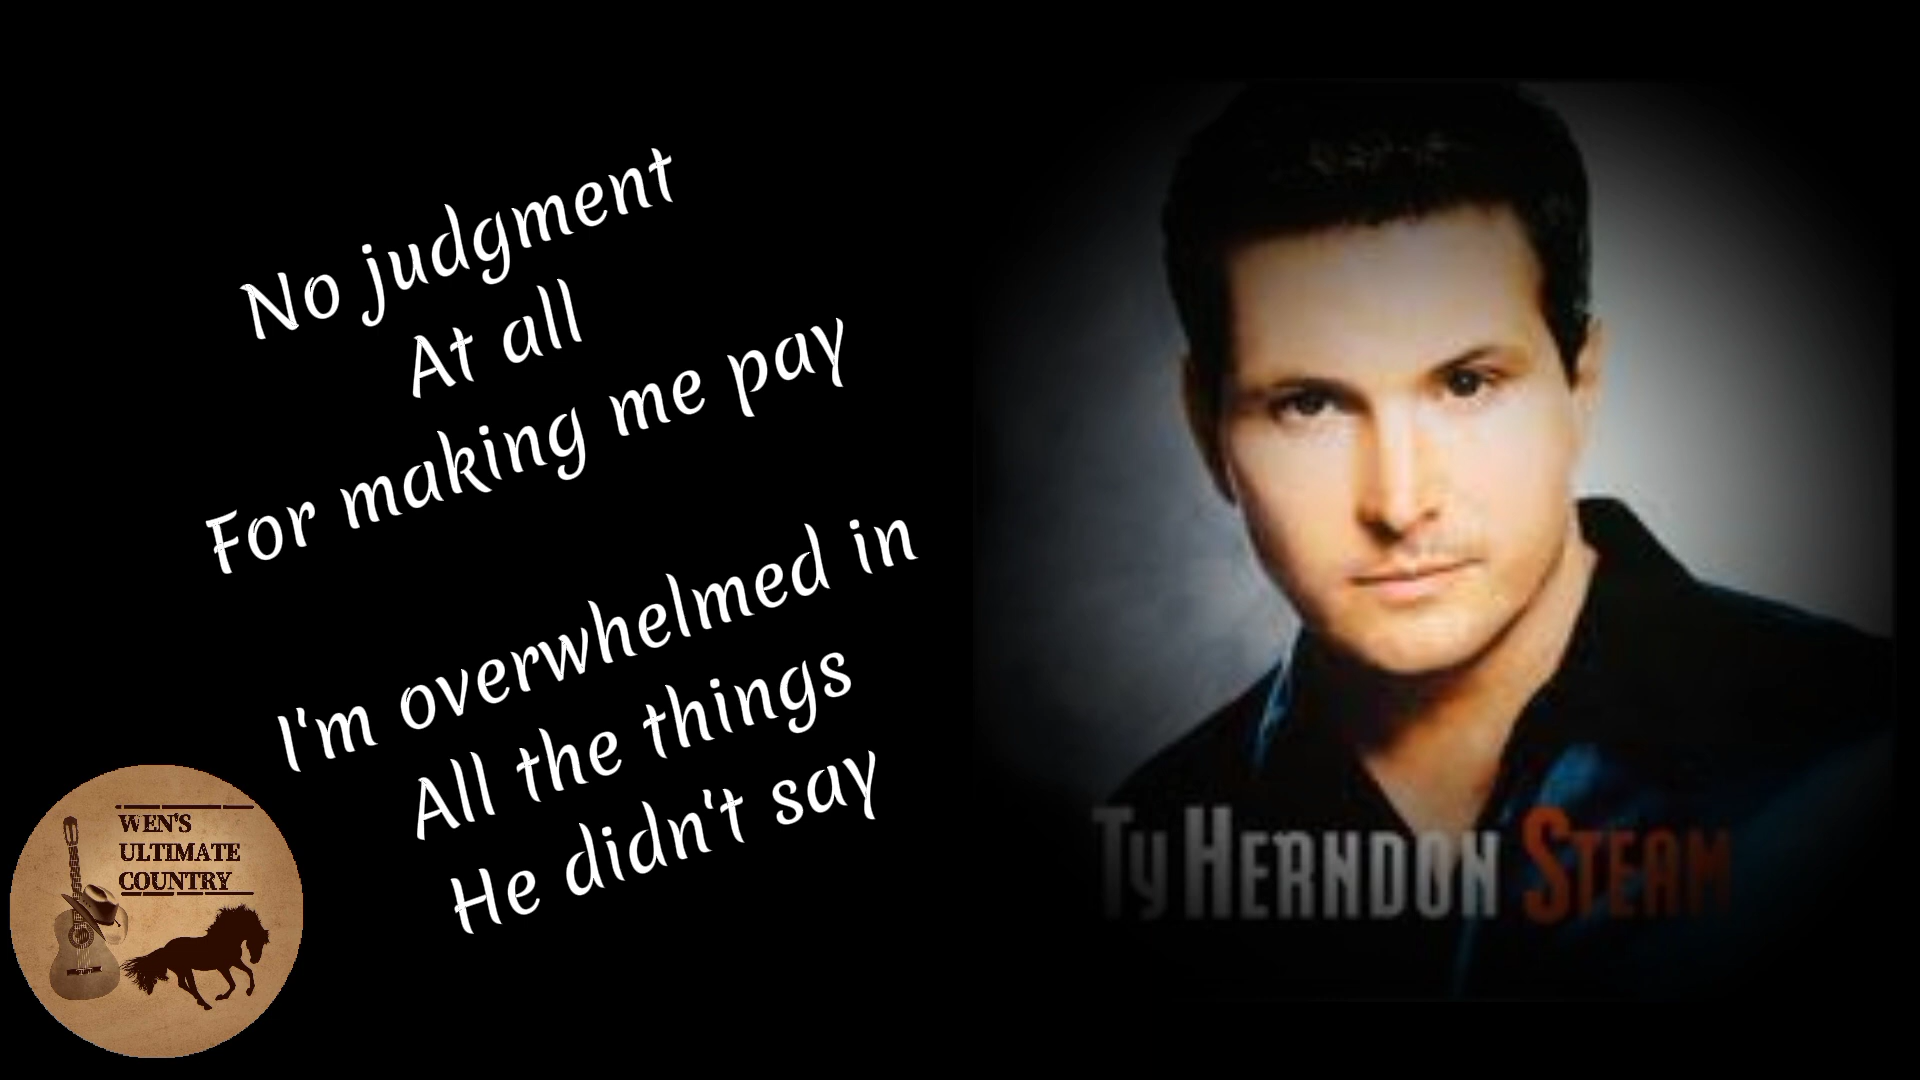 No judgment
At all
For making me pay
I'm overwhelmed in
All the things
He didn't say
WEN'S
ULTIMATE
COUNTRY
TY HERNDON STEAM